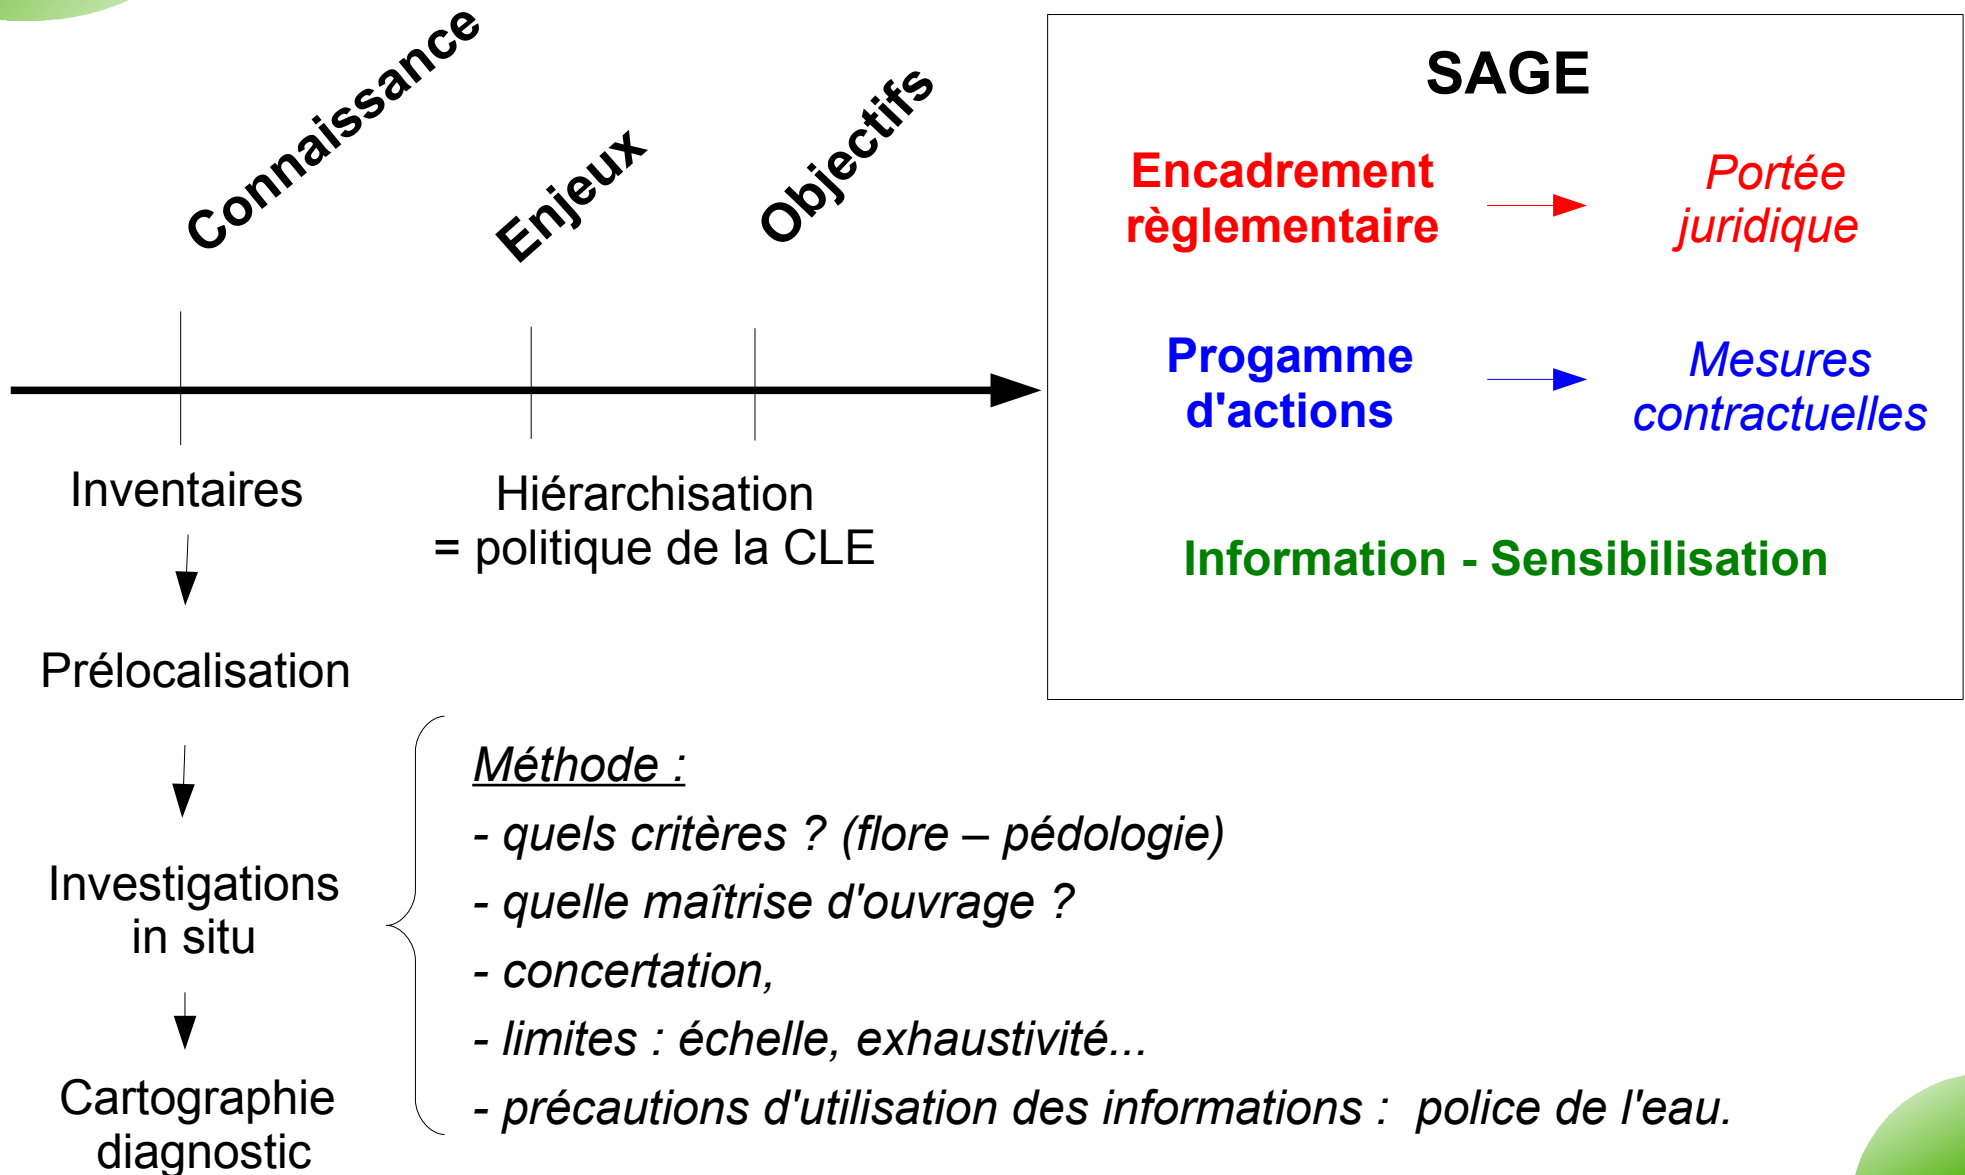 Connaissance
Enjeux
Objectifs
Inventaires
Prélocalisation
Investigations
in situ
Cartographie
diagnostic
Hiérarchisation
= politique de la CLE
Méthode :
- quels critères ? (flore – pédologie)
- quelle maîtrise d'ouvrage ?
- concertation,
- limites : échelle, exhaustivité...
- précautions d'utilisation des informations : police de l'eau.
SAGE
Encadrement
règlementaire
Portée
juridique
Progamme
d'actions
Mesures
contractuelles
Information - Sensibilisation